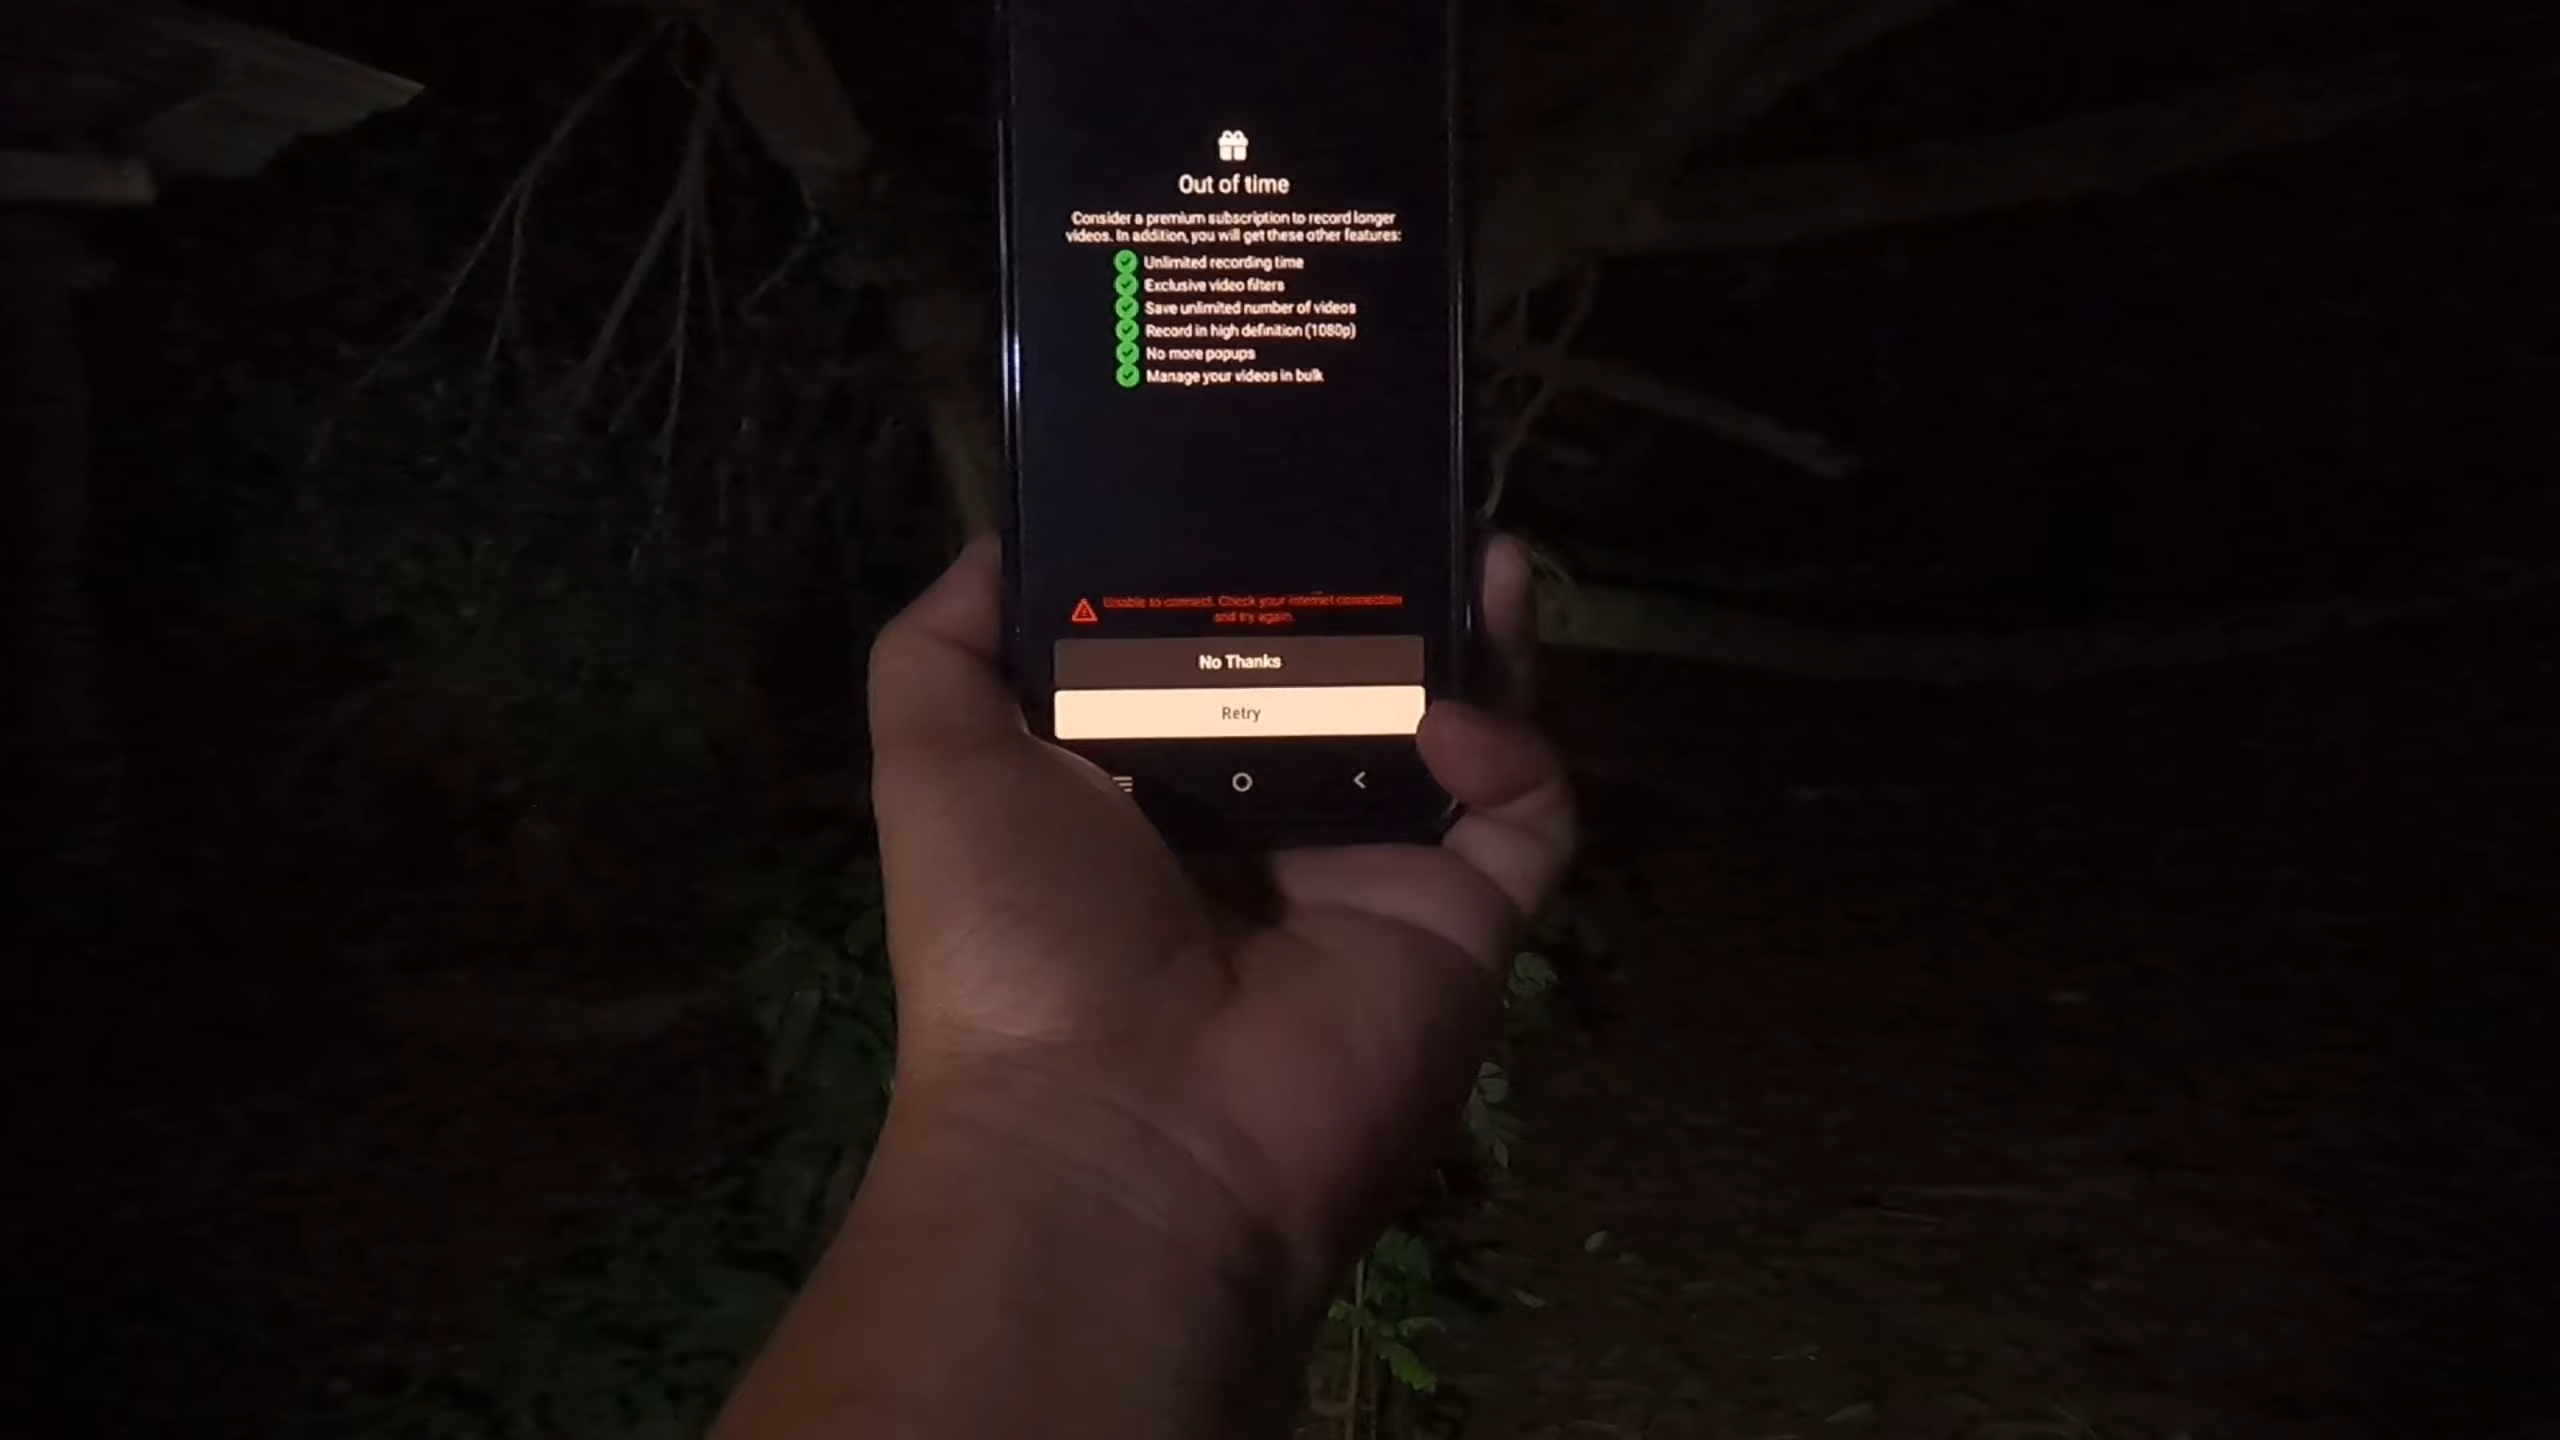 Out of time
Consider a premium subscription to record longer
videos. In addition, you will get these other features:
Unlimited recording time
Exclusive video filters
Save unlimited number of videos
Record in high definition (1080p)
No more popups
Manage your videos in bulk
Unable to connect. Check your internet connection
and try again.
No Thanks
Retry